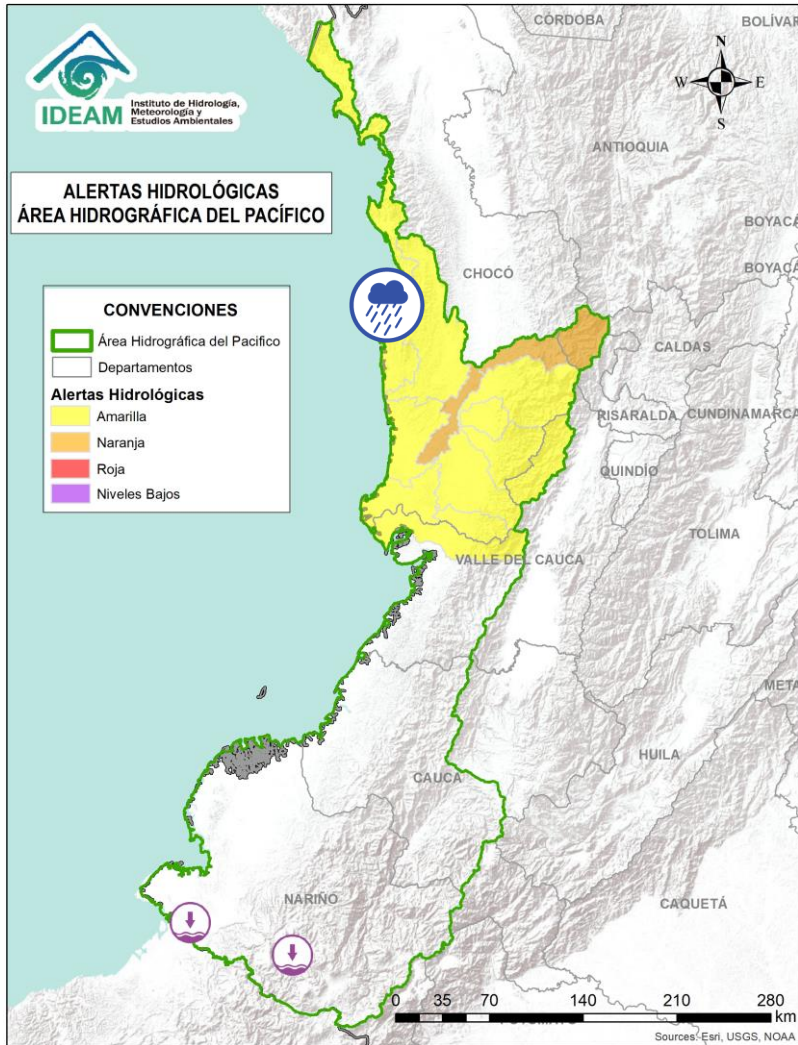 CÓRDOBA
BOLÍVAR
N
W
E
S
IDEAM
Instituto de Hidrología,
Meteorología y
Estudios Ambientales
ANTIOQUIA
ALERTAS HIDROLÓGICAS
ÁREA HIDROGRÁFICA DEL PACÍFICO
BOYACÁ
BOYACÁ
CHOCÓ
CONVENCIONES
Área Hidrográfica del Pacifico
Departamentos
Alertas Hidrológicas
Amarilla
Naranja
Roja
Niveles Bajos
CALDAS
RISARALDA
CUNDINAMARCA
QUINDÍO
TOLIMA
VALLE DEL CAUCA
META
HUILA
CAUCA
NARIÑO
CAQUETÁ
0 35 70 140 210 280
km
Sources: Esri, USGS, NOAA